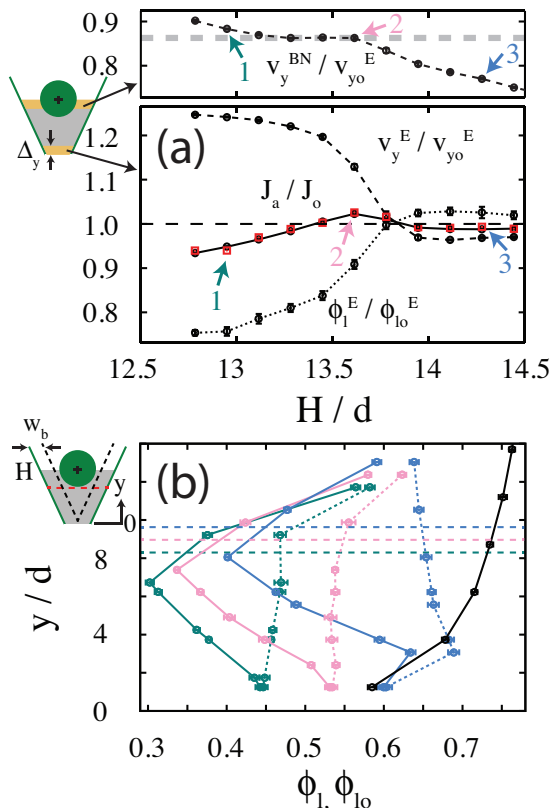 0.9
0.8
v_y^BN / v_yo^E
1
2
3
Δ_y
1.2
1.1
1.0
0.9
0.8
(a)
v_y^E / v_yo^E
J_a / J_o
1
2
3
ϕ_l^E / ϕ_lo^E
12.5 13 13.5 14 14.5
H / d
w_b
H
y
0
(b)
y / d
0
8
4
0
0.3 0.4 0.5 0.6 0.7
ϕ_l, ϕ_lo